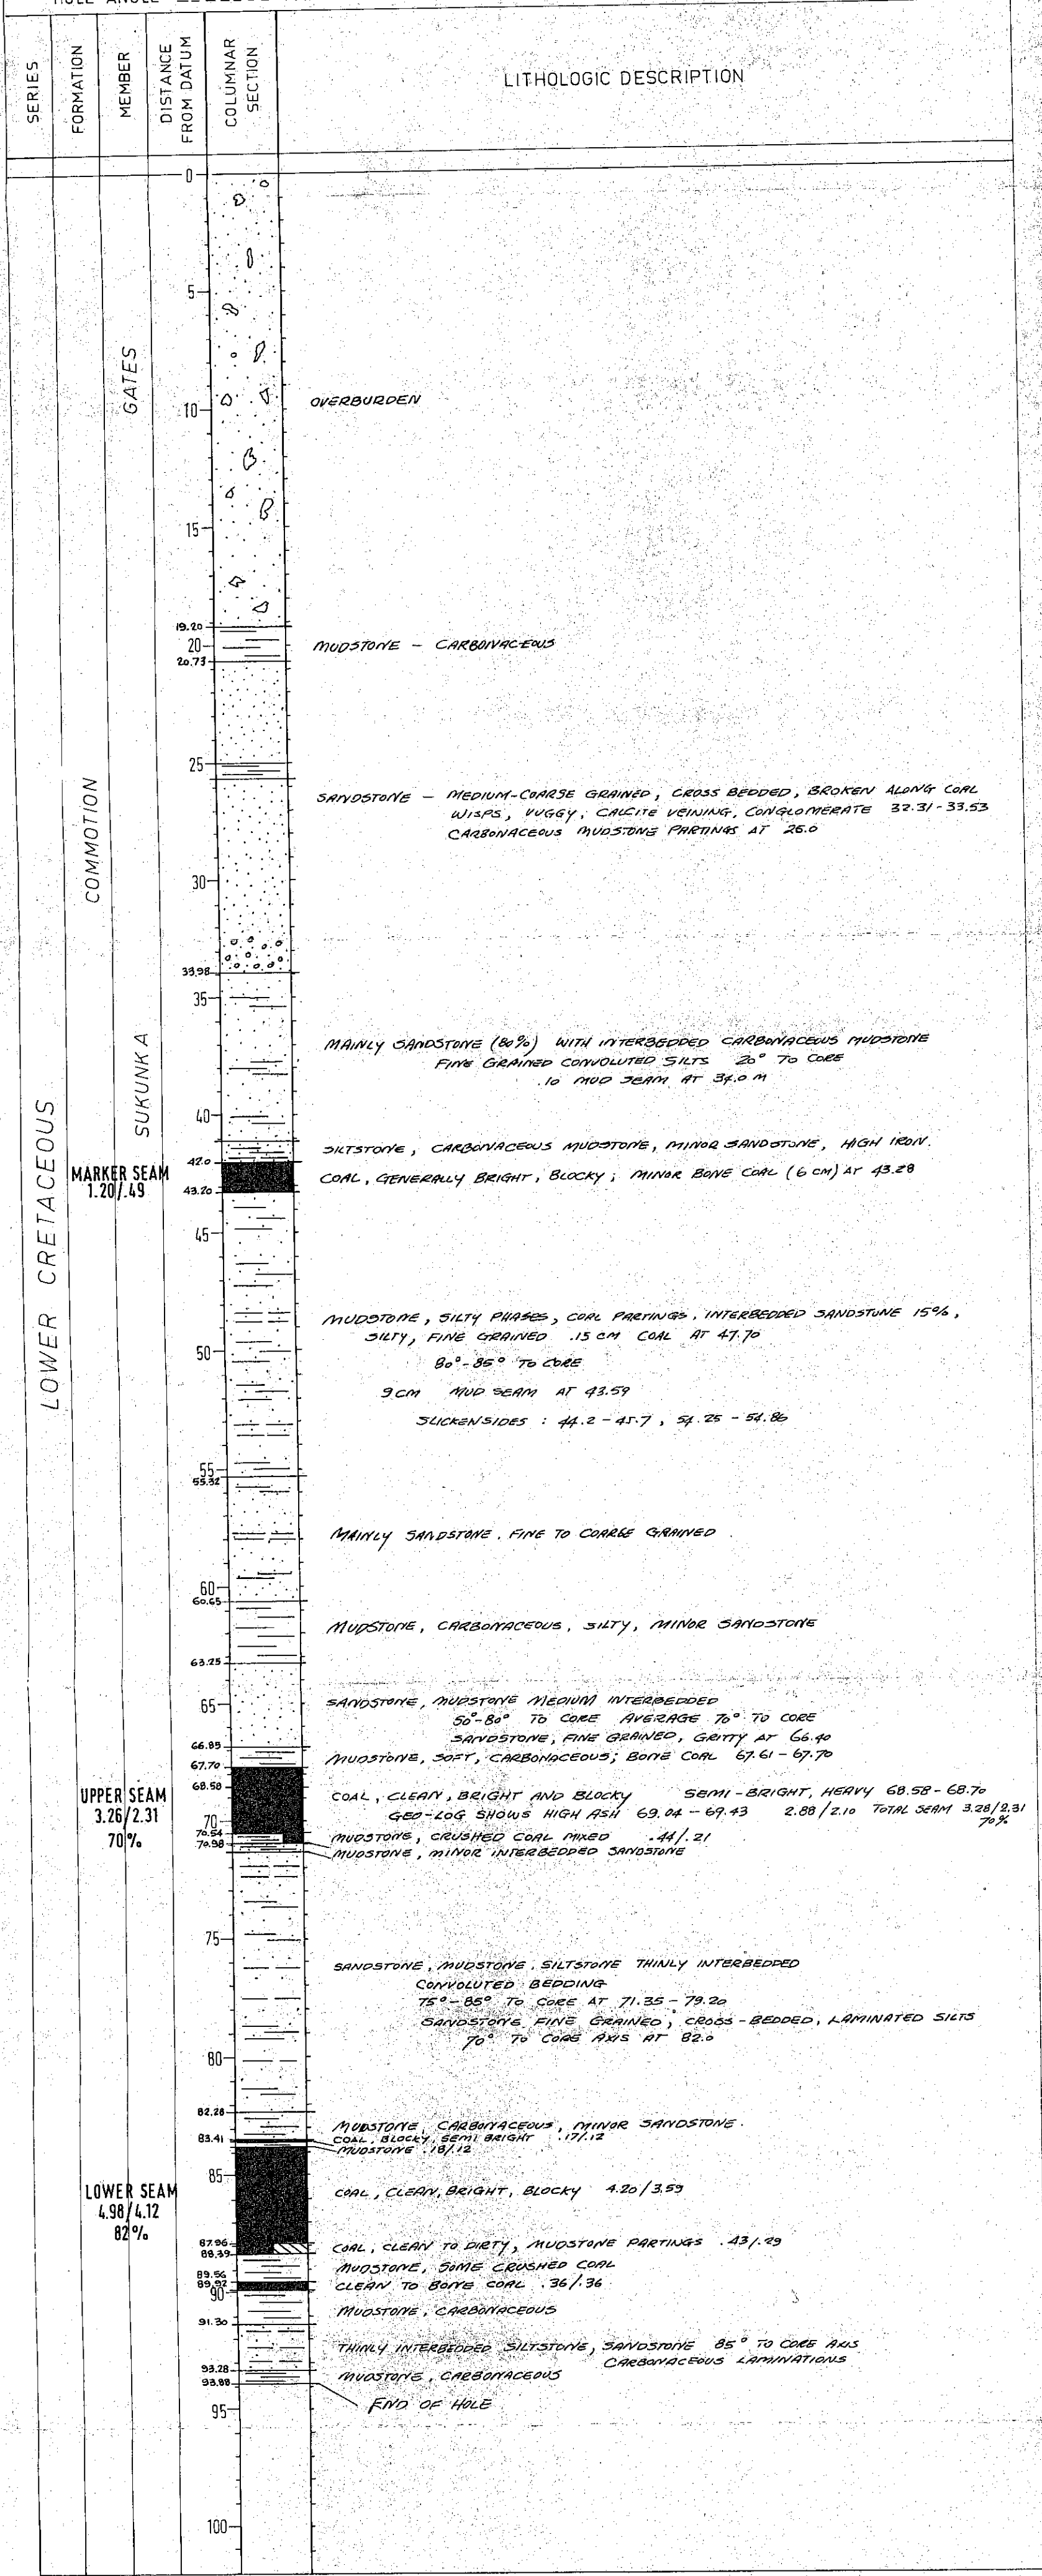 HOLE ANGLE
SERIES
FORMATION
MEMBER
DISTANCE FROM DATUM
COLUMNAR SECTION
LITHOLOGIC DESCRIPTION
LOWER CRETACEOUS
COMMOTION
GATES
SUKUNKA
0
5
10
OVERBURDEN
15
19.20
20
MUDSTONE - CARBONACEOUS
20.73
25
SANDSTONE - MEDIUM-COARSE GRAINED, CROSS BEDDED, BROKEN ALONG COAL
WISPS, VUGGY, CALCITE VEINING, CONGLOMERATE 32.31-33.53
CARBONACEOUS MUDSTONE PARTINGS AT 26.0
30
33.98
35
MAINLY SANDSTONE (80%) WITH INTERBEDDED CARBONACEOUS MUDSTONE
FINE GRAINED CONVOLUTED SILTS 20° TO CORE
.10 MUD SEAM AT 34.0 M
40
SILTSTONE, CARBONACEOUS MUDSTONE, MINOR SANDSTONE, HIGH IRON.
42.0
MARKER SEAM
1.20/.49
COAL, GENERALLY BRIGHT, BLOCKY; MINOR BONE COAL (6 CM) AT 43.28
43.20
45
MUDSTONE, SILTY PHASES, COAL PARTINGS, INTERBEDDED SANDSTONE 15%,
SILTY, FINE GRAINED .15 CM COAL AT 47.70
50
80°-85° TO CORE
9 CM MUD SEAM AT 43.59
SLICKENSIDES : 44.2-45.7, 54.25-54.86
55
55.32
MAINLY SANDSTONE, FINE TO COARSE GRAINED
60
60.65
MUDSTONE, CARBONACEOUS, SILTY, MINOR SANDSTONE
63.25
65
SANDSTONE, MUDSTONE MEDIUM INTERBEDDED
50°-80° TO CORE AVERAGE 70° TO CORE
SANDSTONE, FINE GRAINED, GRITTY AT 66.40
66.85
MUDSTONE, SOFT, CARBONACEOUS; BONE COAL 67.61-67.70
67.70
68.58
UPPER SEAM
3.26/2.31
70%
COAL, CLEAN, BRIGHT AND BLOCKY SEMI-BRIGHT, HEAVY 68.58-68.70
GEO-LOG SHOWS HIGH ASH 69.04-69.43 2.88/2.10 TOTAL SEAM 3.28/2.31
70%
70
70.54
MUDSTONE, CRUSHED COAL MIXED .44/.21
70.98
MUDSTONE, MINOR INTERBEDDED SANDSTONE
75
SANDSTONE, MUDSTONE, SILTSTONE THINLY INTERBEDDED
CONVOLUTED BEDDING
75°-85° TO CORE AT 71.35-79.20
SANDSTONE FINE GRAINED, CROSS-BEDDED, LAMINATED SILTS
70° TO CORE AXIS AT 82.0
80
82.26
MUDSTONE CARBONACEOUS, MINOR SANDSTONE.
83.41
COAL, BLOCKY, SEMI BRIGHT .17/.12
MUDSTONE .18/.12
85
LOWER SEAM
4.98/4.12
82%
COAL, CLEAN, BRIGHT, BLOCKY 4.20/3.59
87.96
COAL, CLEAN TO DIRTY, MUDSTONE PARTINGS .43/.29
88.39
MUDSTONE, SOME CRUSHED COAL
89.56
89.92
CLEAN TO BONE COAL .36/.36
90
MUDSTONE, CARBONACEOUS
91.30
THINLY INTERBEDDED SILTSTONE, SANDSTONE 85° TO CORE AXIS
CARBONACEOUS LAMINATIONS
93.28
MUDSTONE, CARBONACEOUS
93.88
END OF HOLE
95
100